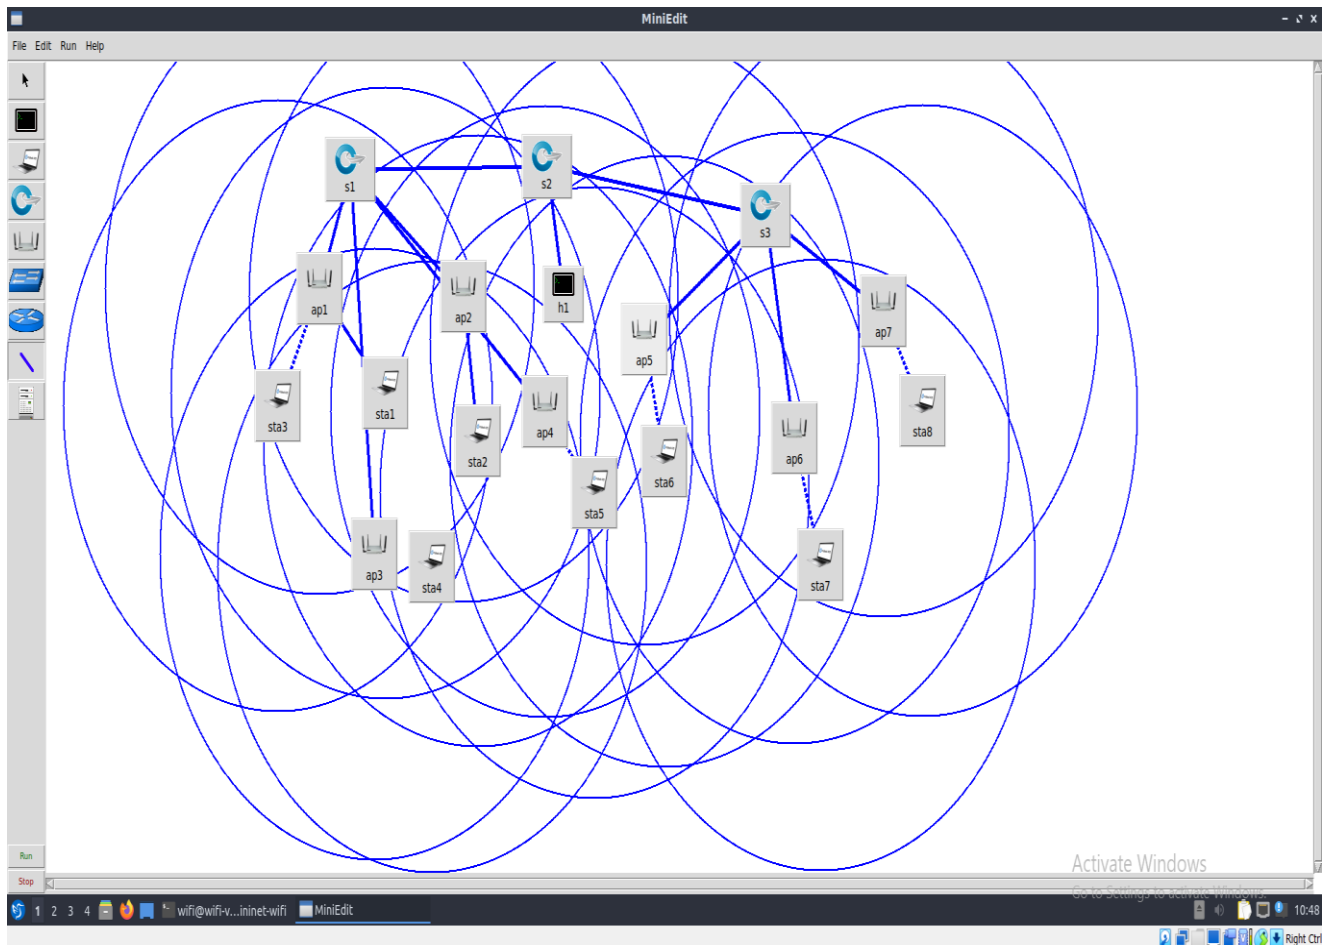 MiniEdit
File Edit Run Help
s1
s2
s3
ap1
ap2
h1
ap7
ap5
sta3
sta1
sta2
ap4
sta8
sta6
ap6
sta5
ap3
sta4
sta7
Activate Windows
Go to Settings to activate Windows.
Run
Stop
1 2 3 4 wifi@wifi-v...ininet-wifi MiniEdit 10:48
Right Ctrl